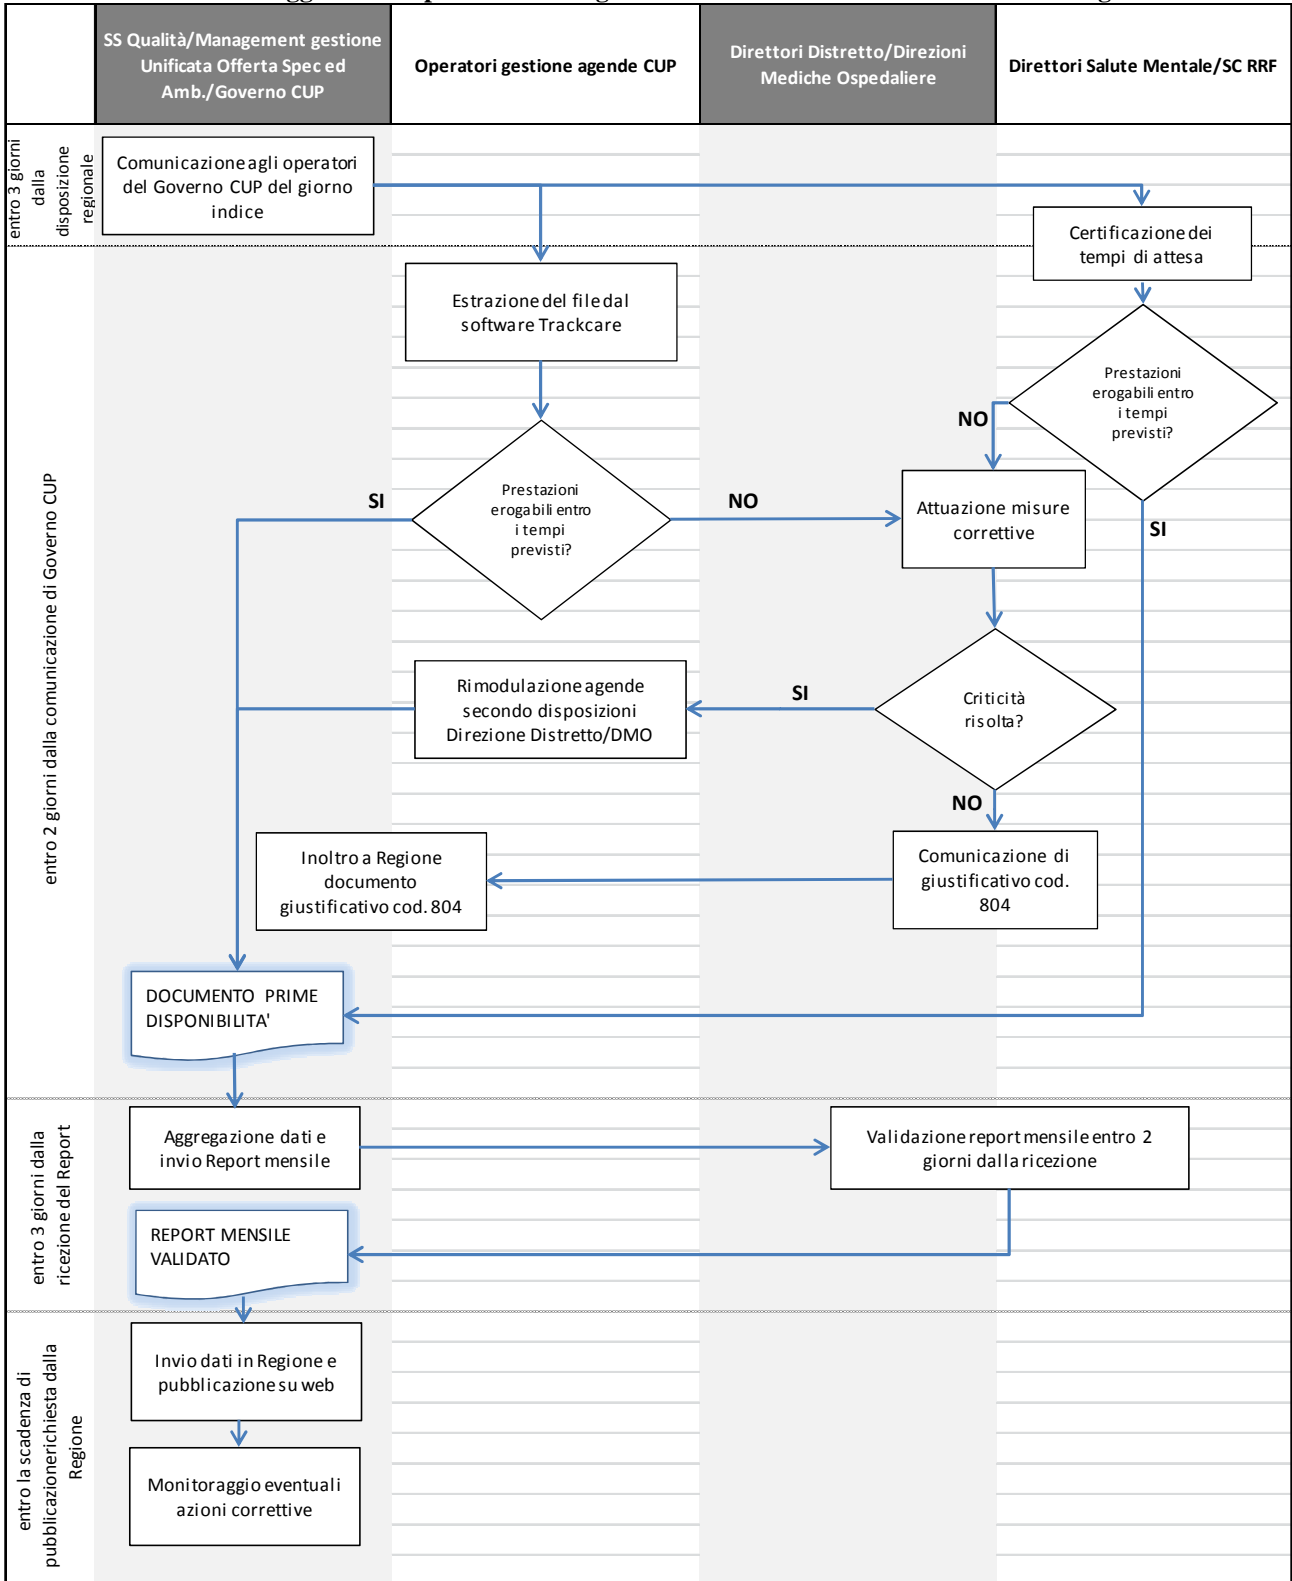 SS Qualità/Management gestione
Unificata Offerta Spec ed
Amb./Governo CUP
Operatori gestione agende CUP
Direttori Distretto/Direzioni
Mediche Ospedaliere
Direttori Salute Mentale/SC RRF
entro 3 giorni
dalla
disposizione
regionale
Comunicazione agli operatori
del Governo CUP del giorno
indice
Certificazione dei
tempi di attesa
entro 2 giorni dalla comunicazione di Governo CUP
Estrazione del file dal
software Trackcare
Prestazioni
erogabili entro
i tempi
previsti?
NO
Prestazioni
erogabili entro
i tempi
previsti?
SI
NO
Attuazione misure
correttive
SI
Rimodulazione agende
secondo disposizioni
Direzione Distretto/DMO
SI
Criticità
risolta?
NO
Inoltro a Regione
documento
giustificativo cod. 804
Comunicazione di
giustificativo cod.
804
DOCUMENTO PRIME
DISPONIBILITA'
entro 3 giorni dalla
ricezione del Report
Aggregazione dati e
invio Report mensile
Validazione report mensile entro 2
giorni dalla ricezione
REPORT MENSILE
VALIDATO
entro la scadenza di
pubblicazione richiesta dalla
Regione
Invio dati in Regione e
pubblicazione su web
Monitoraggio eventuali
azioni correttive